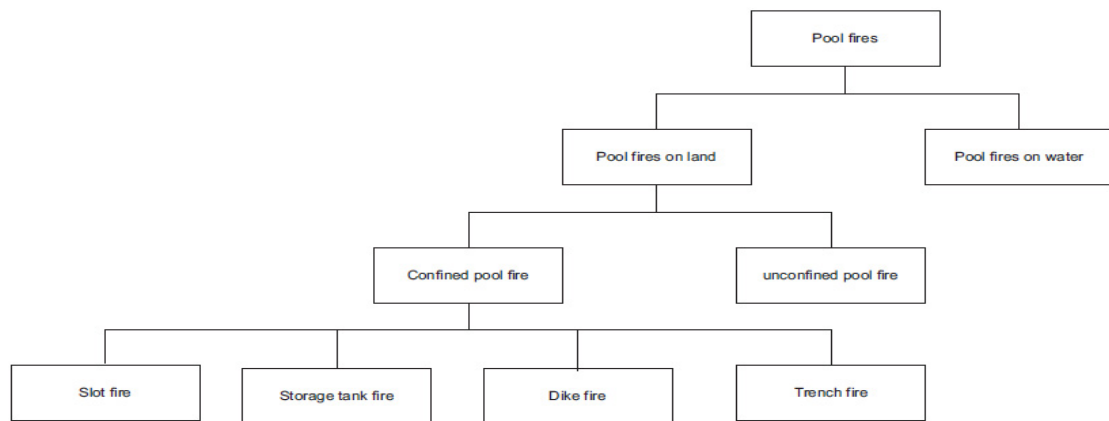 Pool fires
Pool fires on land
Pool fires on water
Confined pool fire
unconfined pool fire
Slot fire
Storage tank fire
Dike fire
Trench fire